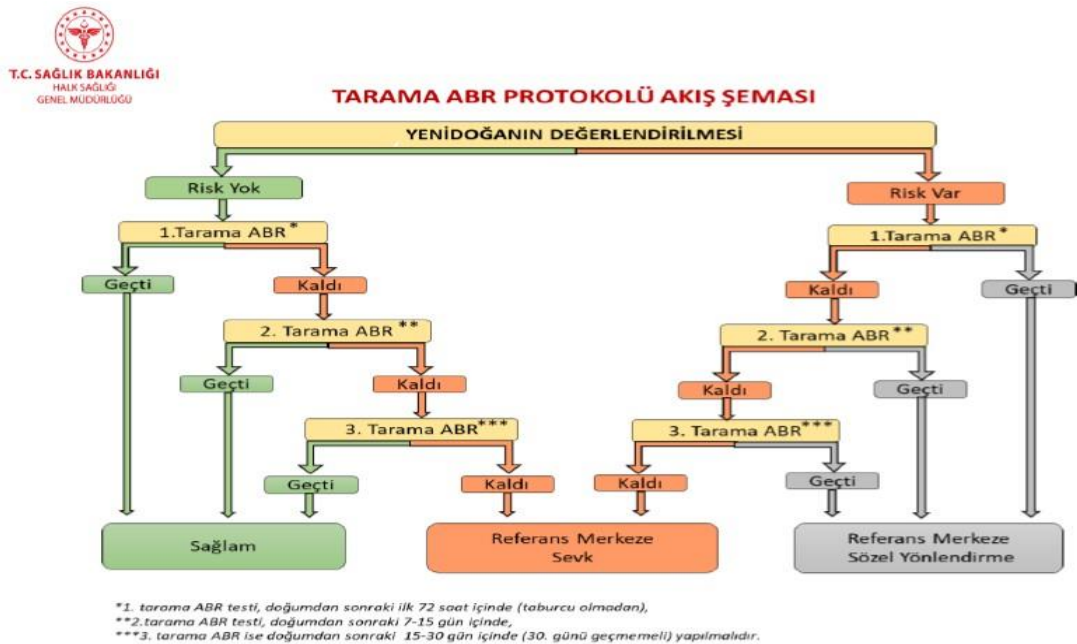 T.C. SAĞLIK BAKANLIĞI
HALK SAĞLIĞI
GENEL MÜDÜRLÜĞÜ
TARAMA ABR PROTOKOLÜ AKIŞ ŞEMASI
YENİDOĞANIN DEĞERLENDİRİLMESİ
Risk Yok
Risk Var
1.Tarama ABR*
1.Tarama ABR*
Geçti
Kaldı
Kaldı
Geçti
2. Tarama ABR**
2. Tarama ABR**
Geçti
Kaldı
Kaldı
Geçti
3. Tarama ABR***
3. Tarama ABR***
Geçti
Kaldı
Kaldı
Geçti
Sağlam
Referans Merkeze
Sevk
Referans Merkeze
Sözel Yönlendirme
*1. tarama ABR testi, doğumdan sonraki ilk 72 saat içinde (taburcu olmadan),
**2.tarama ABR testi, doğumdan sonraki 7-15 gün içinde,
***3. tarama ABR ise doğumdan sonraki 15-30 gün içinde (30. günü geçmemeli) yapılmalıdır.